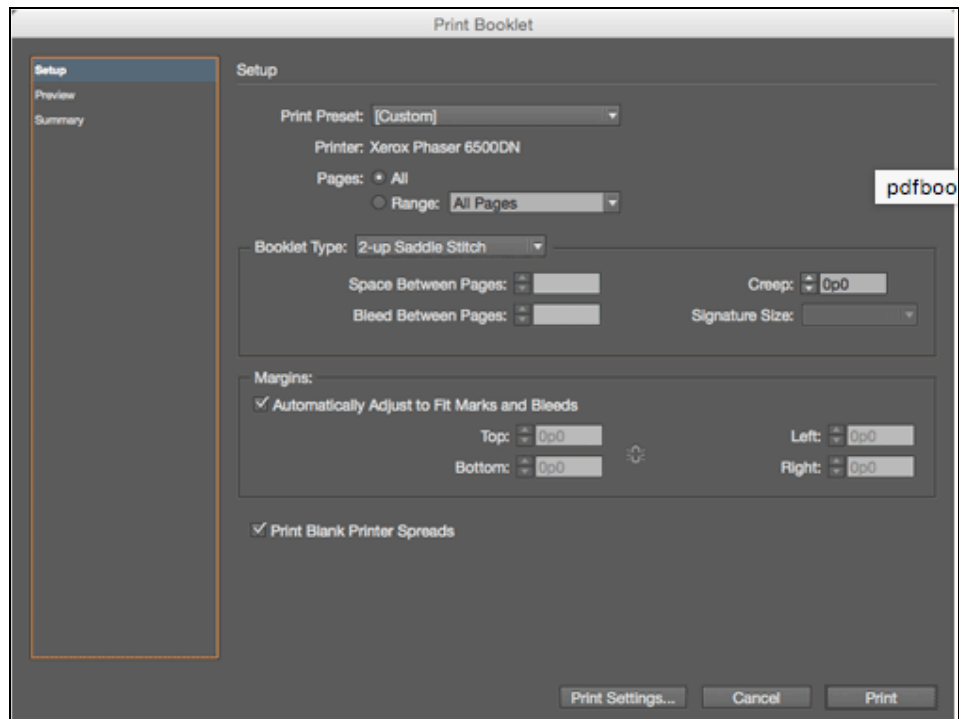 Print Booklet
Setup
Preview
Summary
Setup
Print Preset: [Custom]
Printer: Xerox Phaser 6500DN
Pages: All
Range: All Pages
pdfboo
Booklet Type: 2-up Saddle Stitch
Space Between Pages: Creep: 0p0
Bleed Between Pages: Signature Size:
Margins:
Automatically Adjust to Fit Marks and Bleeds
Top: 0p0 Left: 0p0
Bottom: 0p0 Right: 0p0
Print Blank Printer Spreads
Print Settings... Cancel Print